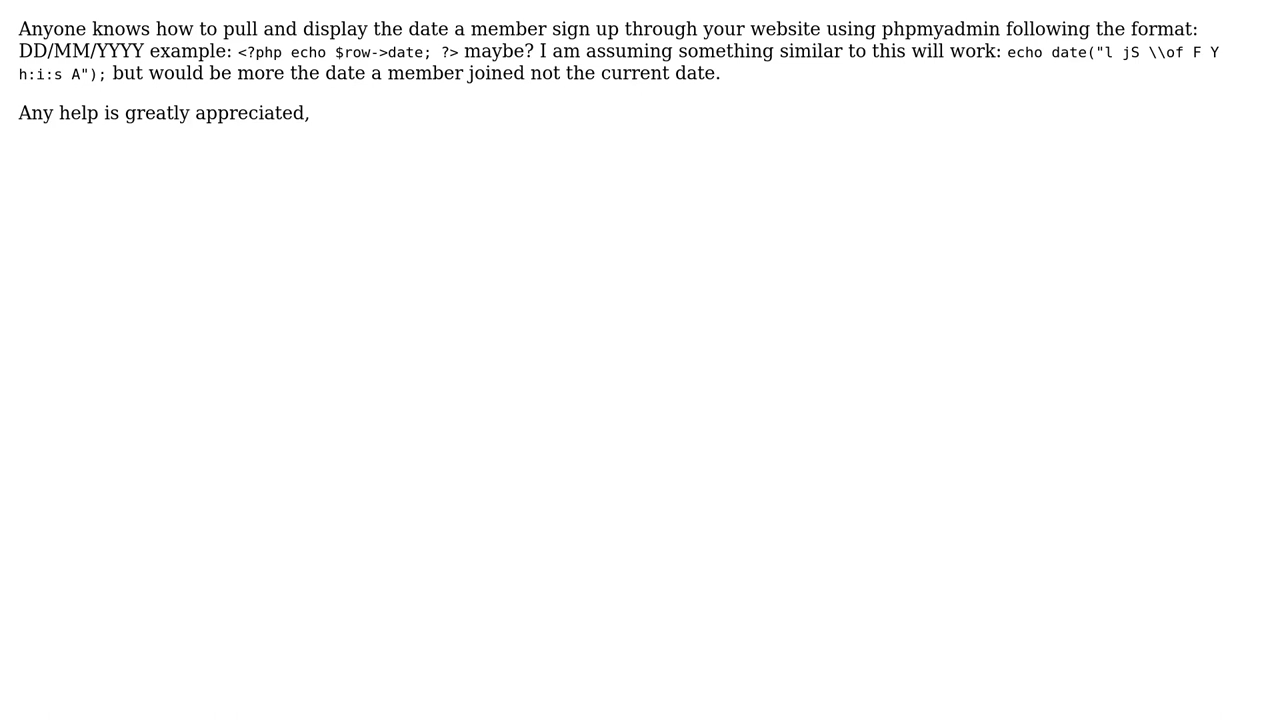 Anyone knows how to pull and display the date a member sign up through your website using phpmyadmin following the format:
DD/MM/YYYY example: <?php echo $row->date; ?> maybe? I am assuming something similar to this will work: echo date("l jS \\of F Y
h:i:s A"); but would be more the date a member joined not the current date.
Any help is greatly appreciated,